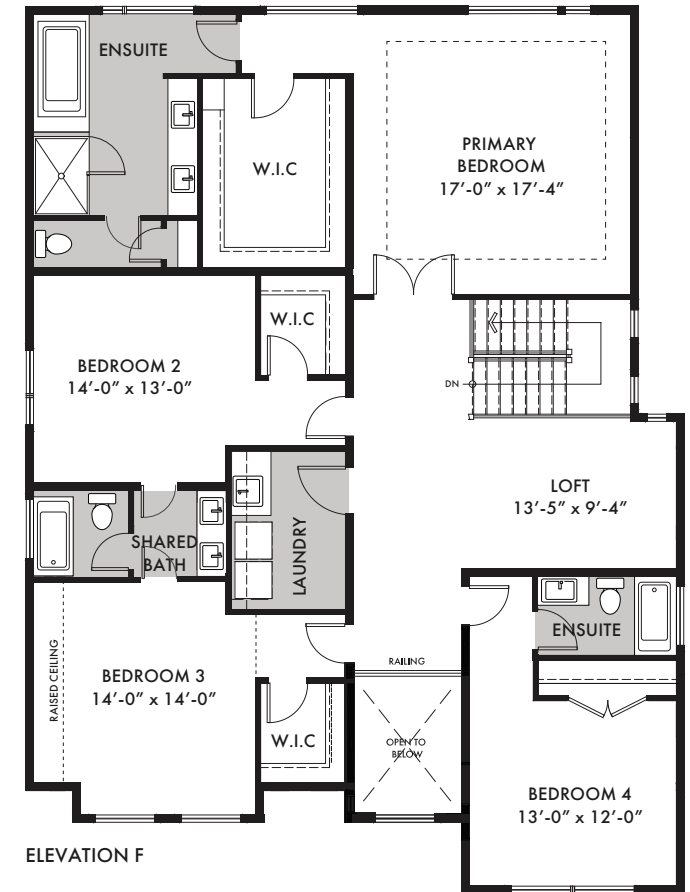 ENSUITE
W.I.C
PRIMARY
BEDROOM
17'-0" x 17'-4"
W.I.C
BEDROOM 2
14'-0" x 13'-0"
DN
LOFT
13'-5" x 9'-4"
LAUNDRY
SHARED
BATH
ENSUITE
RAISED CEILING
BEDROOM 3
14'-0" x 14'-0"
RAILING
W.I.C
OPEN TO
BELOW
BEDROOM 4
13'-0" x 12'-0"
ELEVATION F